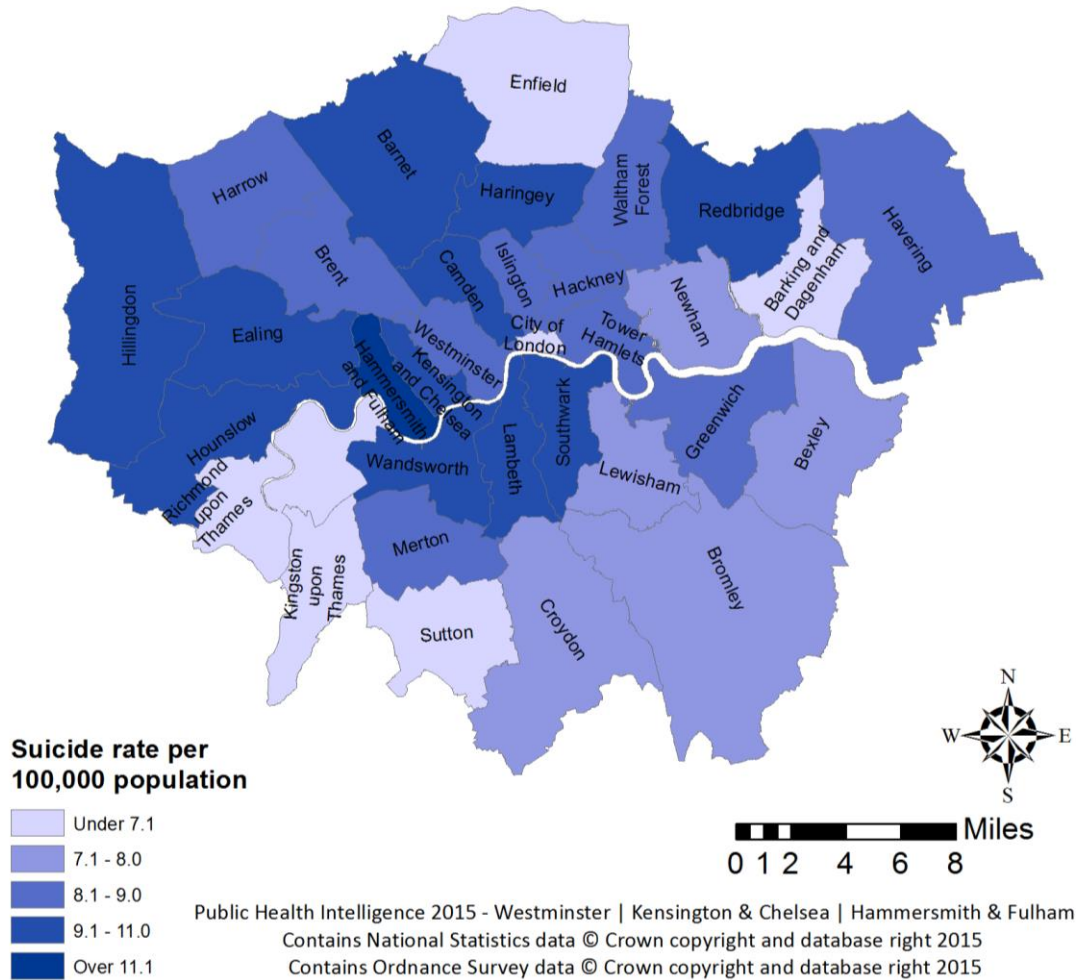 Enfield
Barnet
Harrow
Haringey
Waltham
Forest
Redbridge
Havering
Barking and
Dagenham
Brent
Camden
Islington
Hackney
Newham
Hillingdon
Ealing
Westminster
City of
London
Tower
Hamlets
Kensington
and Chelsea
Hammersmith
and Fulham
Hounslow
Wandsworth
Lambeth
Southwark
Greenwich
Bexley
Lewisham
Richmond
upon
Thames
Merton
Kingston
upon
Thames
Sutton
Croydon
Bromley
N
W
E
S
Suicide rate per
100,000 population
Under 7.1
7.1 - 8.0
8.1 - 9.0
9.1 - 11.0
Over 11.1
Miles
0 1 2 4 6 8
Public Health Intelligence 2015 - Westminster | Kensington & Chelsea | Hammersmith & Fulham
Contains National Statistics data © Crown copyright and database right 2015
Contains Ordnance Survey data © Crown copyright and database right 2015